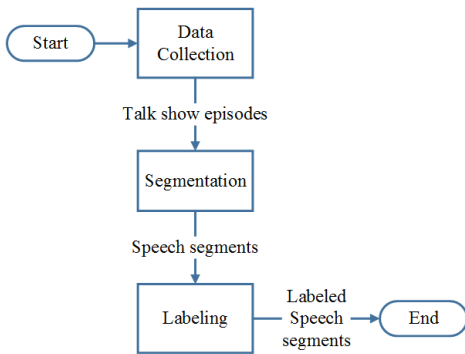 Start
Data
Collection
Talk show episodes
Segmentation
Speech segments
Labeling
Labeled
Speech
segments
End